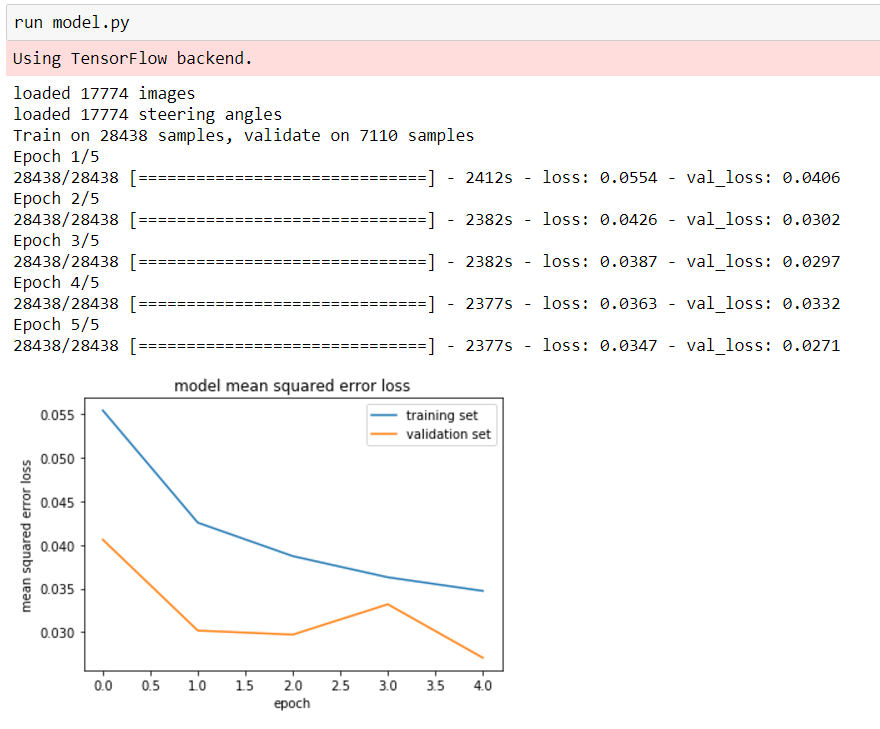 run model.py
Using TensorFlow backend.
loaded 17774 images
loaded 17774 steering angles
Train on 28438 samples, validate on 7110 samples
Epoch 1/5
28438/28438 [==============================] - 2412s - loss: 0.0554 - val_loss: 0.0406
Epoch 2/5
28438/28438 [==============================] - 2382s - loss: 0.0426 - val_loss: 0.0302
Epoch 3/5
28438/28438 [==============================] - 2382s - loss: 0.0387 - val_loss: 0.0297
Epoch 4/5
28438/28438 [==============================] - 2377s - loss: 0.0363 - val_loss: 0.0332
Epoch 5/5
28438/28438 [==============================] - 2377s - loss: 0.0347 - val_loss: 0.0271
model mean squared error loss
training set
validation set
mean squared error loss
0.055
0.050
0.045
0.040
0.035
0.030
0.0 0.5 1.0 1.5 2.0 2.5 3.0 3.5 4.0
epoch